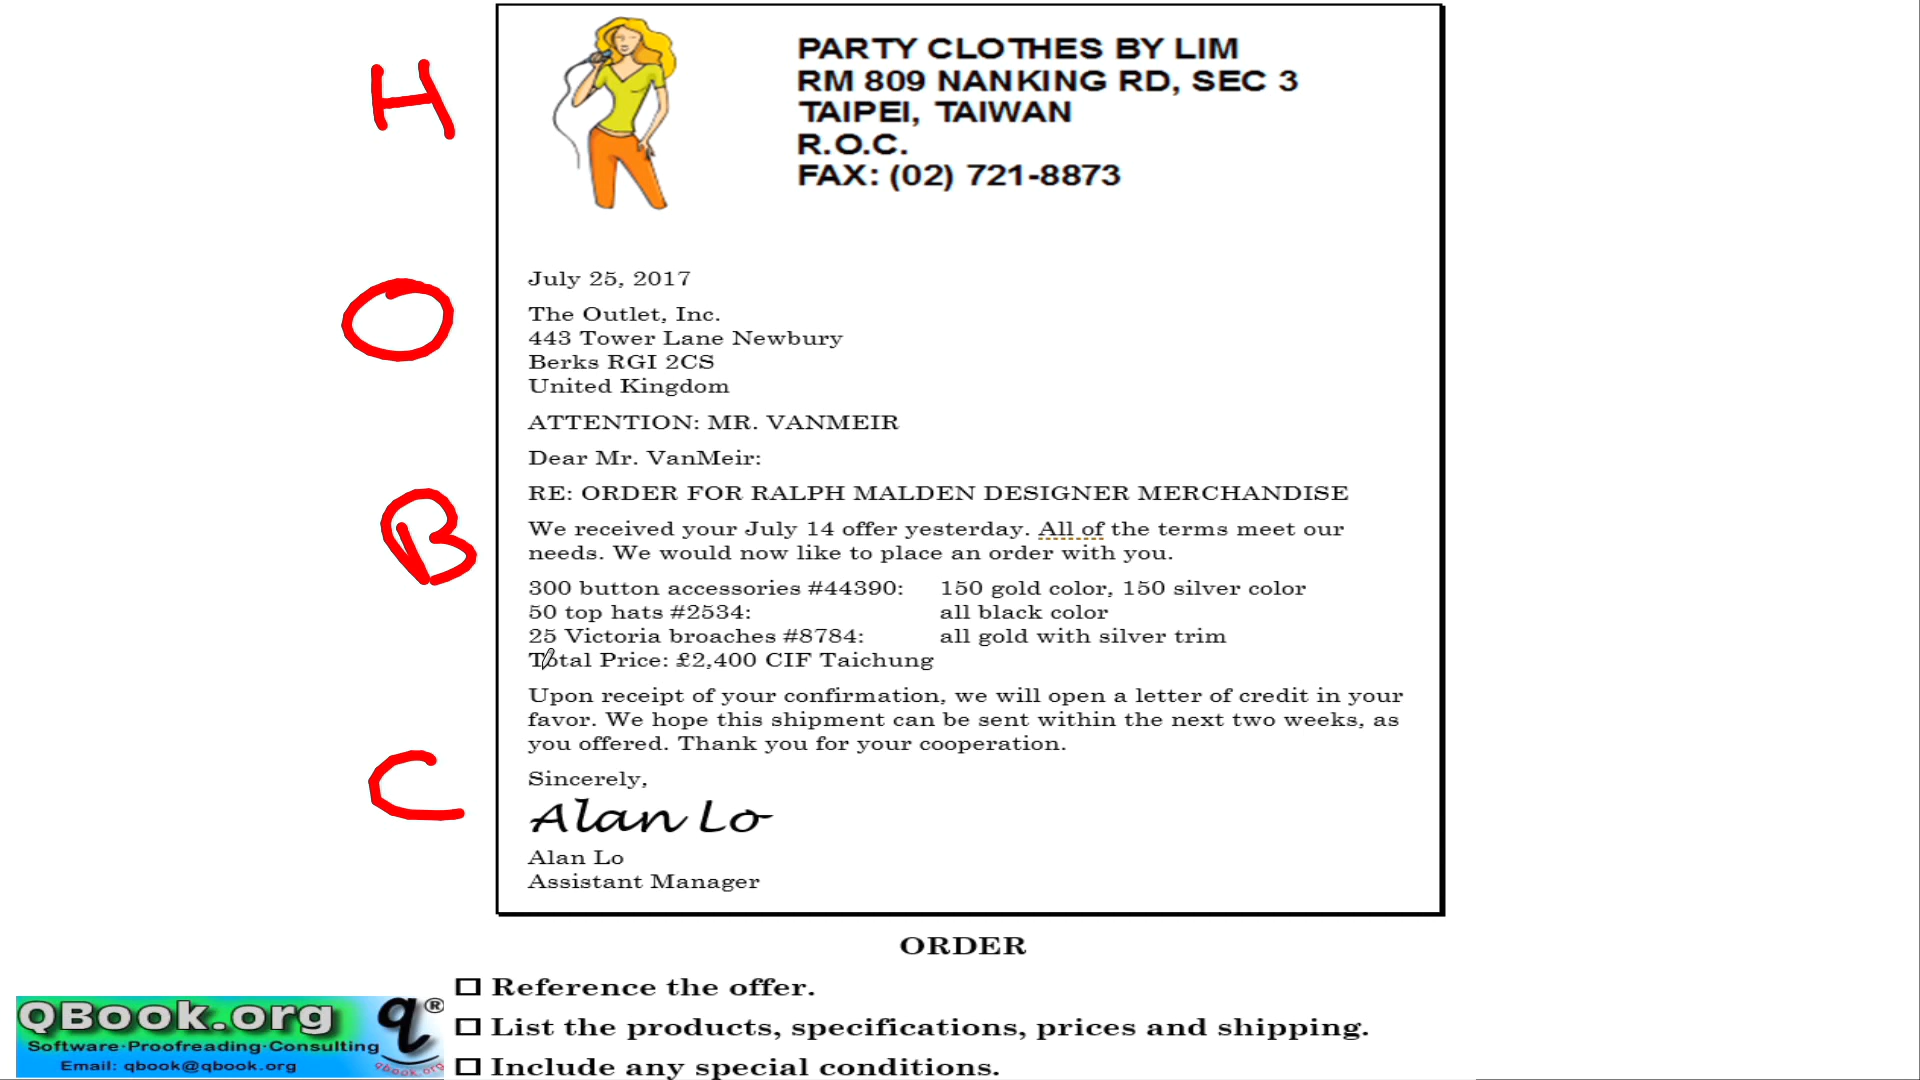 H
PARTY CLOTHES BY LIM
RM 809 NANKING RD, SEC 3
TAIPEI, TAIWAN
R.O.C.
FAX: (02) 721-8873
O
July 25, 2017
The Outlet, Inc.
443 Tower Lane Newbury
Berks RGI 2CS
United Kingdom
ATTENTION: MR. VANMEIR
Dear Mr. VanMeir:
B
RE: ORDER FOR RALPH MALDEN DESIGNER MERCHANDISE
We received your July 14 offer yesterday. All of the terms meet our
needs. We would now like to place an order with you.
300 button accessories #44390: 150 gold color, 150 silver color
50 top hats #2534: all black color
25 Victoria broaches #8784: all gold with silver trim
Total Price: £2,400 CIF Taichung
Upon receipt of your confirmation, we will open a letter of credit in your
favor. We hope this shipment can be sent within the next two weeks, as
you offered. Thank you for your cooperation.
C
Sincerely,
Alan Lo
Alan Lo
Assistant Manager
ORDER
☐ Reference the offer.
☐ List the products, specifications, prices and shipping.
☐ Include any special conditions.
QBook.org
Software·Proofreading·Consulting
Email: qbook@qbook.org
q®
qbook.org